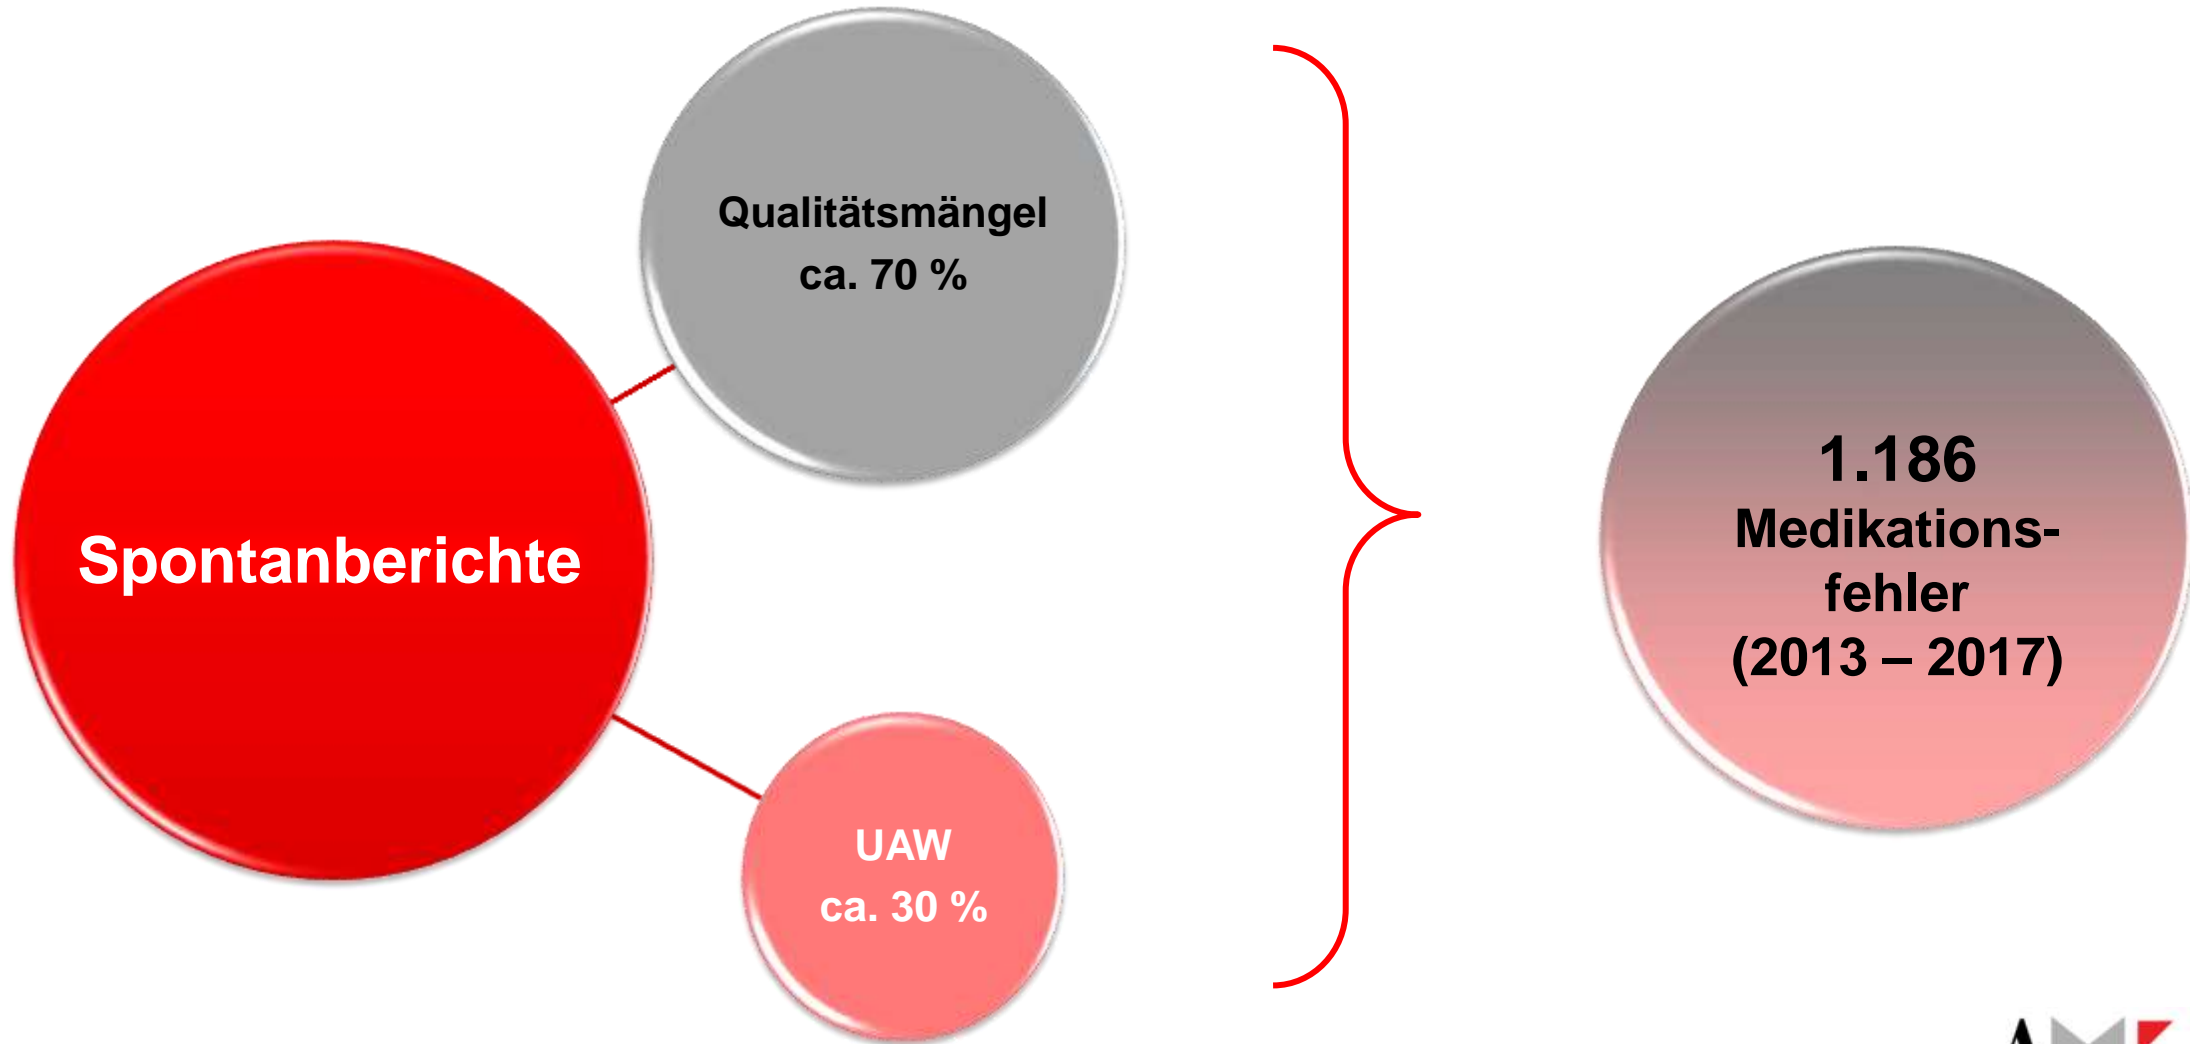 Qualitätsmängel
ca. 70 %
Spontanberichte
UAW
ca. 30 %
1.186
Medikations-
fehler
(2013 – 2017)